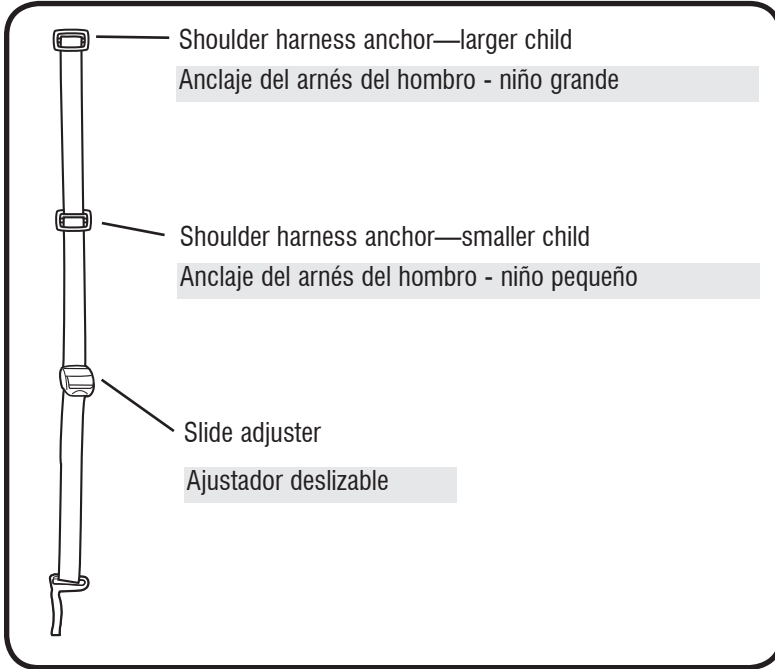 Shoulder harness anchor—larger child
Anclaje del arnés del hombro - niño grande
Shoulder harness anchor—smaller child
Anclaje del arnés del hombro - niño pequeño
Slide adjuster
Ajustador deslizable